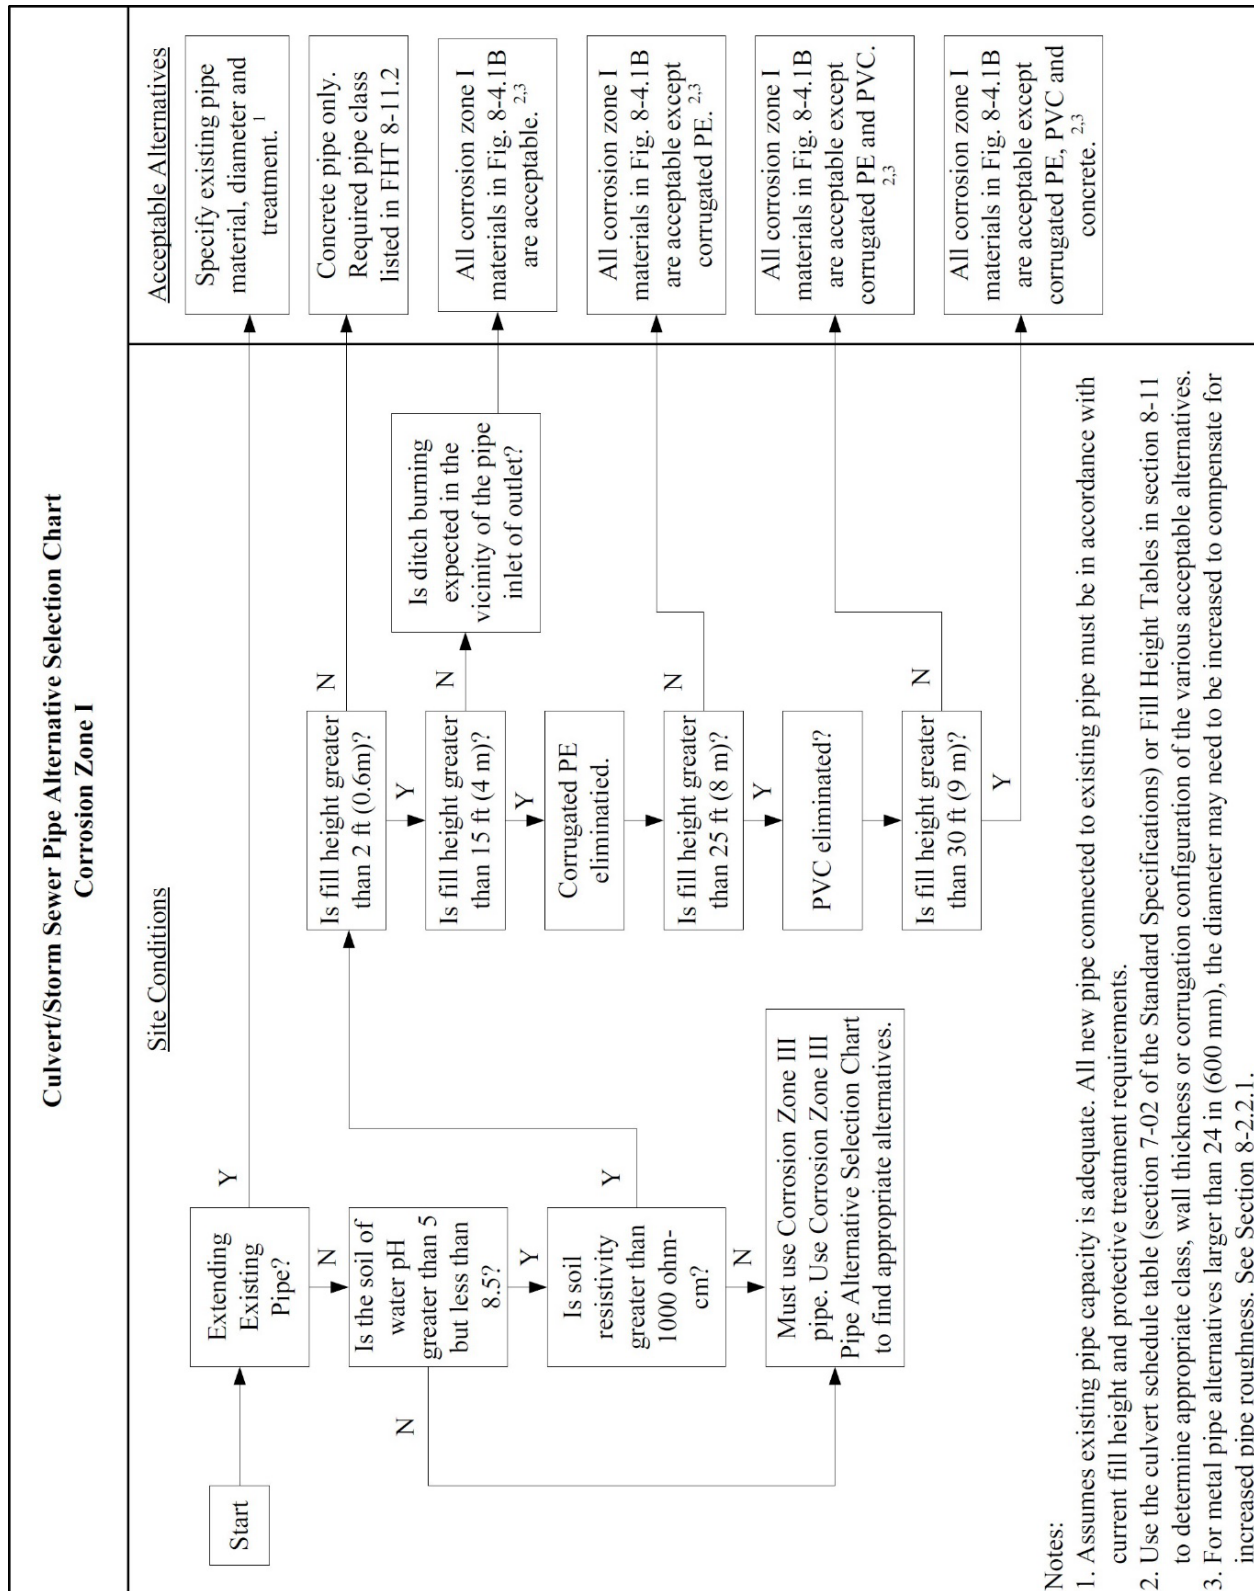 Culvert/Storm Sewer Pipe Alternative Selection Chart
Corrosion Zone I
Site Conditions
Acceptable Alternatives
Start
Extending
Existing
Pipe?
Y
N
Is the soil of
water pH
greater than 5
but less than
8.5?
N
Y
Is soil
resistivity
greater than
1000 ohm-
cm?
Y
N
Must use Corrosion Zone III
pipe. Use Corrosion Zone III
Pipe Alternative Selection Chart
to find appropriate alternatives.
Is fill height greater
than 2 ft (0.6m)?
N
Y
Is fill height greater
than 15 ft (4 m)?
N
Y
Corrugated PE
eliminatied.
Is fill height greater
than 25 ft (8 m)?
N
Y
PVC eliminated?
Is fill height greater
than 30 ft (9 m)?
N
Y
Is ditch burning
expected in the
vicinity of the pipe
inlet of outlet?
Specify existing pipe
material, diameter and
treatment. 1
Concrete pipe only.
Required pipe class
listed in FHT 8-11.2
All corrosion zone I
materials in Fig. 8-4.1B
are acceptable. 2,3
All corrosion zone I
materials in Fig. 8-4.1B
are acceptable except
corrugated PE. 2,3
All corrosion zone I
materials in Fig. 8-4.1B
are acceptable except
corrugated PE and PVC.
2,3
All corrosion zone I
materials in Fig. 8-4.1B
are acceptable except
corrugated PE, PVC and
concrete. 2,3
Notes:
1. Assumes existing pipe capacity is adequate. All new pipe connected to existing pipe must be in accordance with
current fill height and protective treatment requirements.
2. Use the culvert schedule table (section 7-02 of the Standard Specifications) or Fill Height Tables in section 8-11
to determine appropriate class, wall thickness or corrugation configuration of the various acceptable alternatives.
3. For metal pipe alternatives larger than 24 in (600 mm), the diameter may need to be increased to compensate for
increased pipe roughness. See Section 8-2.2.1.